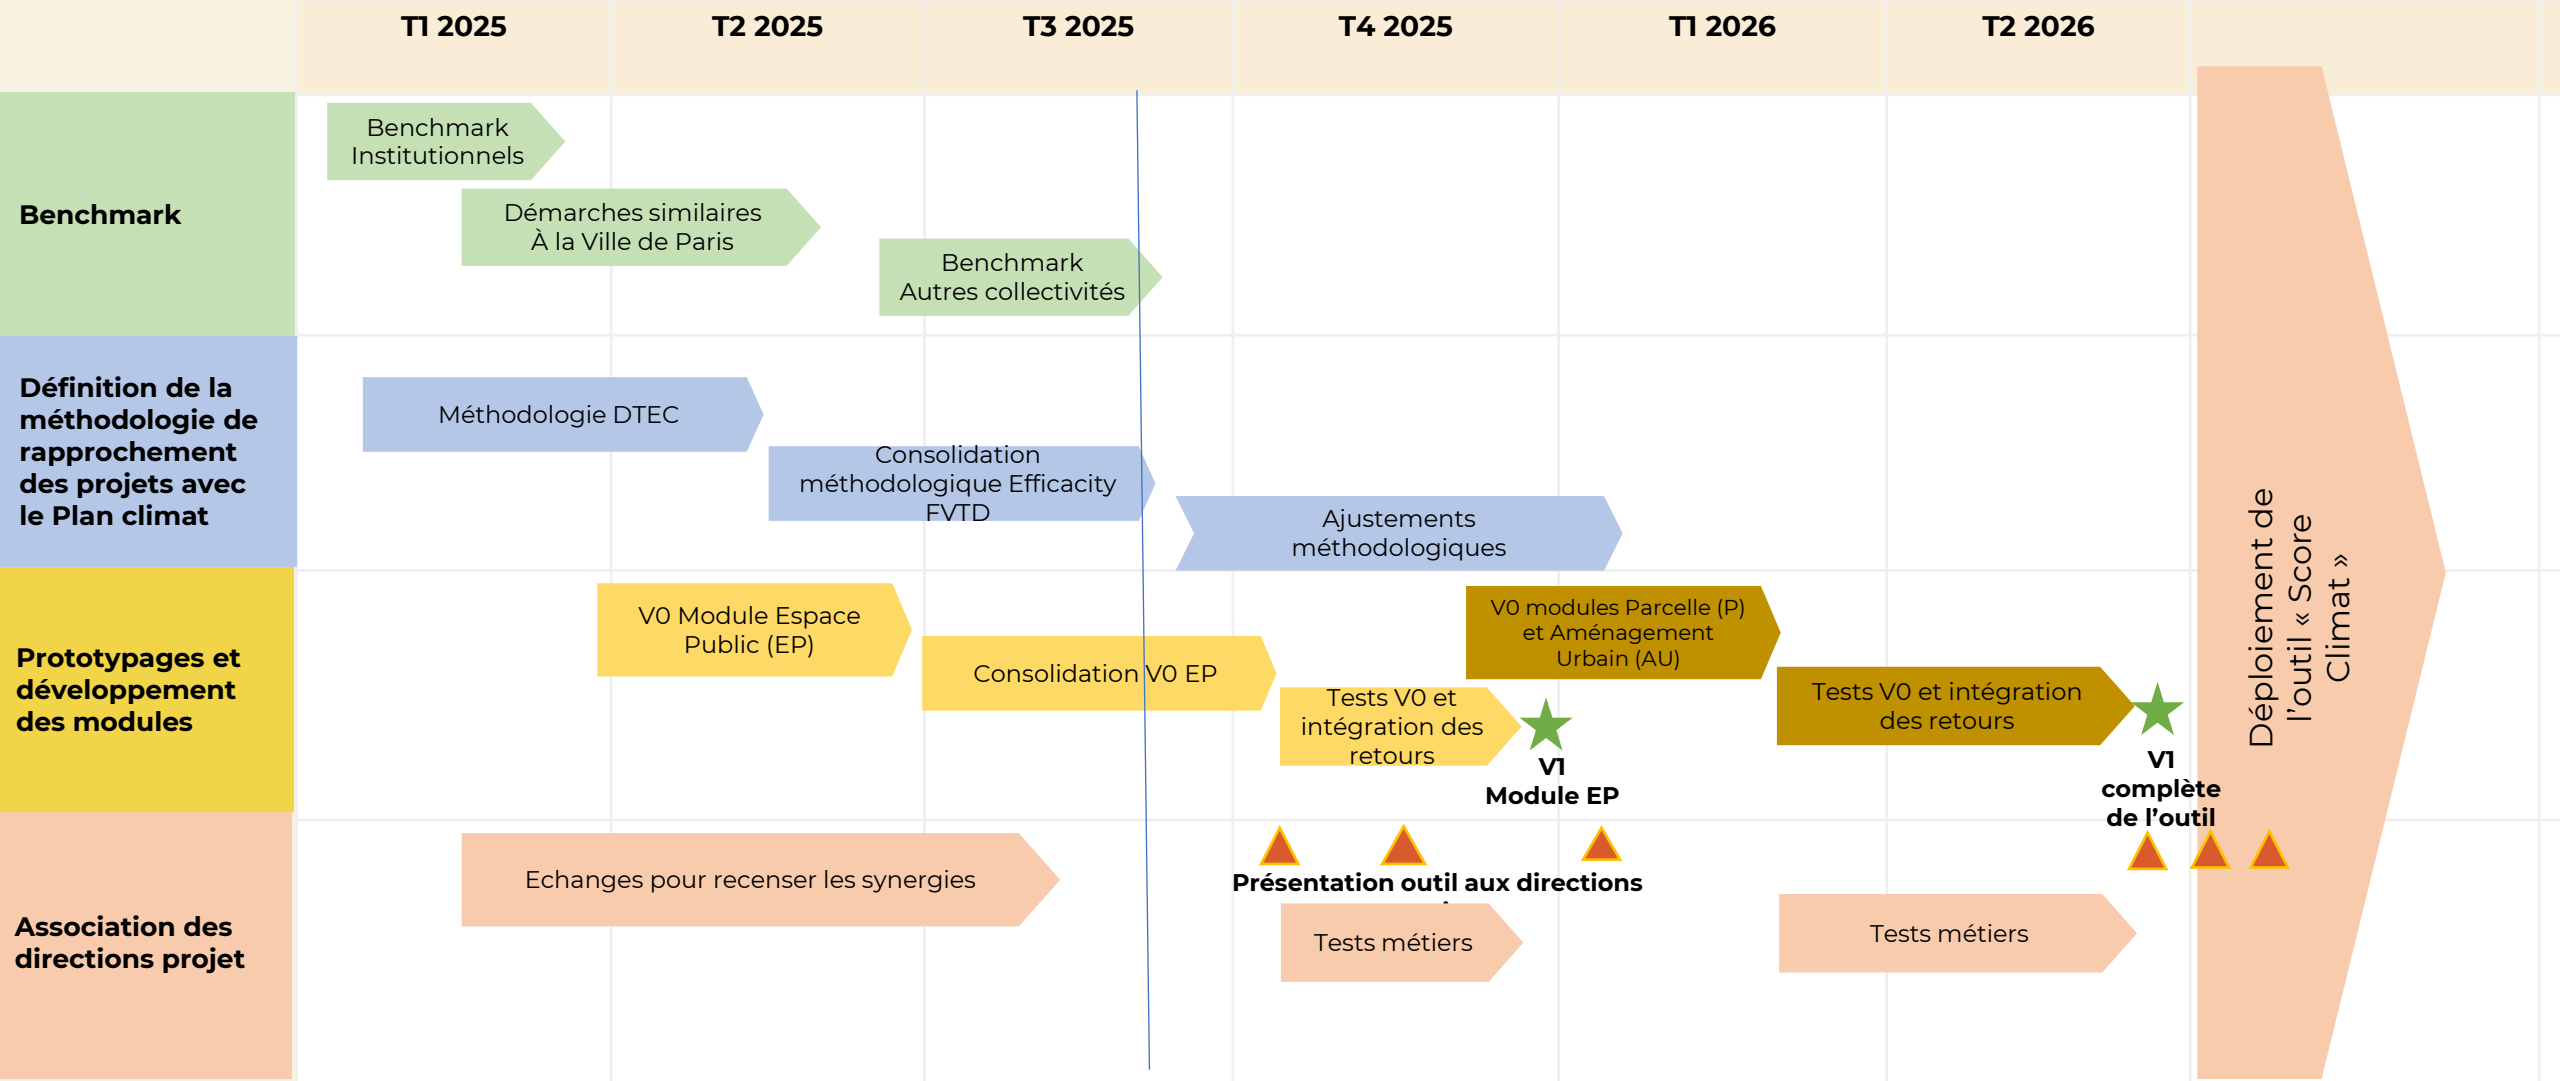 T1 2025
T2 2025
T3 2025
T4 2025
T1 2026
T2 2026
Benchmark
Benchmark
Institutionnels
Démarches similaires
À la Ville de Paris
Benchmark
Autres collectivités
Définition de la
méthodologie de
rapprochement
des projets avec
le Plan climat
Méthodologie DTEC
Consolidation
méthodologique Efficacity
FVTD
Ajustements
méthodologiques
Prototypages et
développement
des modules
V0 Module Espace
Public (EP)
Consolidation V0 EP
Tests V0 et
intégration des
retours
V1
Module EP
V0 modules Parcelle (P)
et Aménagement
Urbain (AU)
Tests V0 et intégration
des retours
V1
complète
de l’outil
Association des
directions projet
Echanges pour recenser les synergies
Présentation outil aux directions
Tests métiers
Tests métiers
Déploiement de
l’outil « Score
Climat »